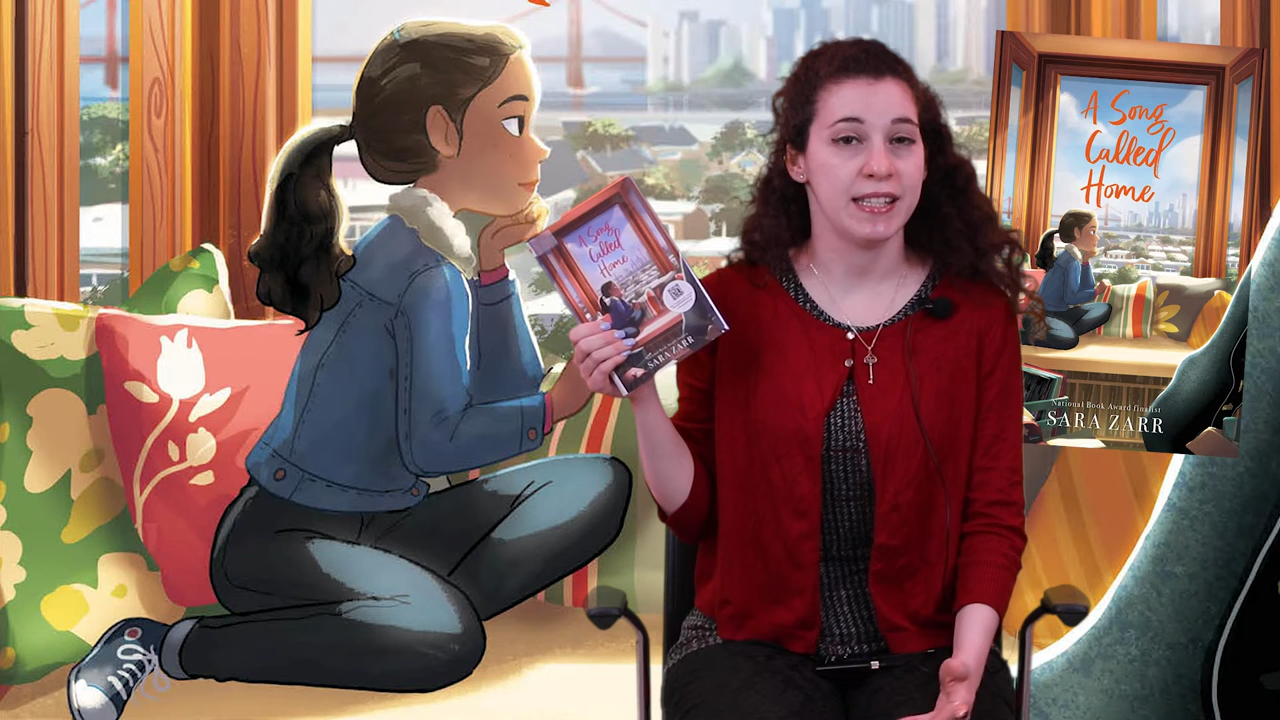 A Song
Called
Home
SARA ZARR
A Song
Called
Home
National Book Award finalist
SARA ZARR